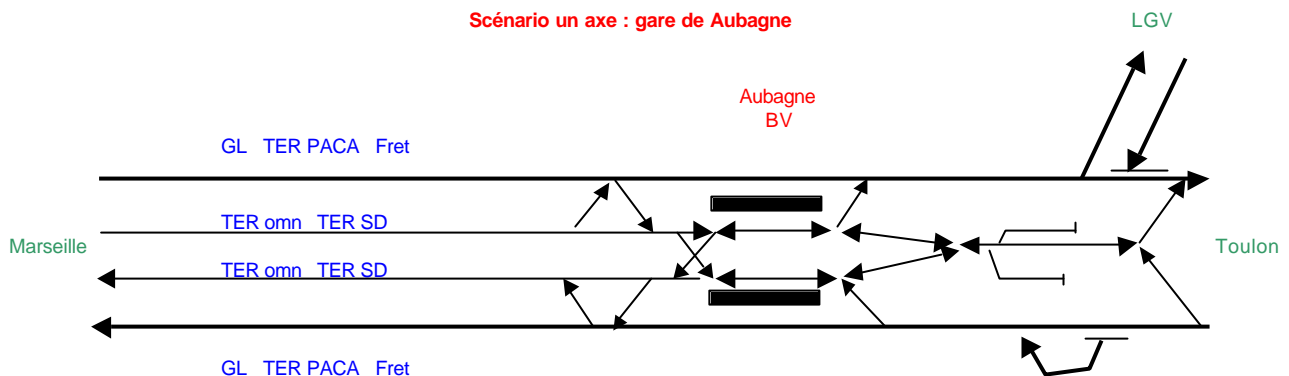 Scénario un axe : gare de Aubagne
LGV
Aubagne
BV
GL TER PACA Fret
TER omn TER SD
Marseille
Toulon
TER omn TER SD
GL TER PACA Fret